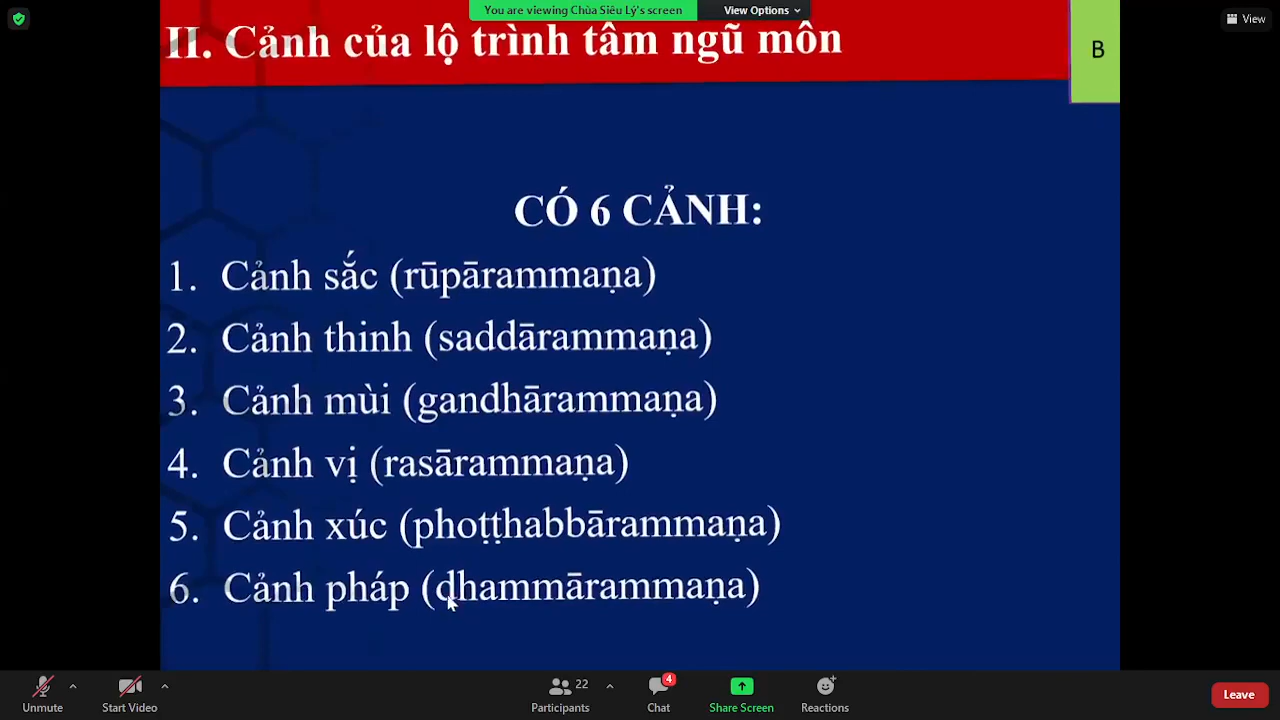 You are viewing Chùa Siêu Lý's screen
View Options
View
II. Cảnh của lộ trình tâm ngũ môn
B
CÓ 6 CẢNH:
1. Cảnh sắc (rūpārammaṇa)
2. Cảnh thinh (saddārammaṇa)
3. Cảnh mùi (gandhārammaṇa)
4. Cảnh vị (rasārammaṇa)
5. Cảnh xúc (phoṭṭhabbārammaṇa)
6. Cảnh pháp (dhammārammaṇa)
22
4
Unmute
Start Video
Participants
Chat
Share Screen
Reactions
Leave